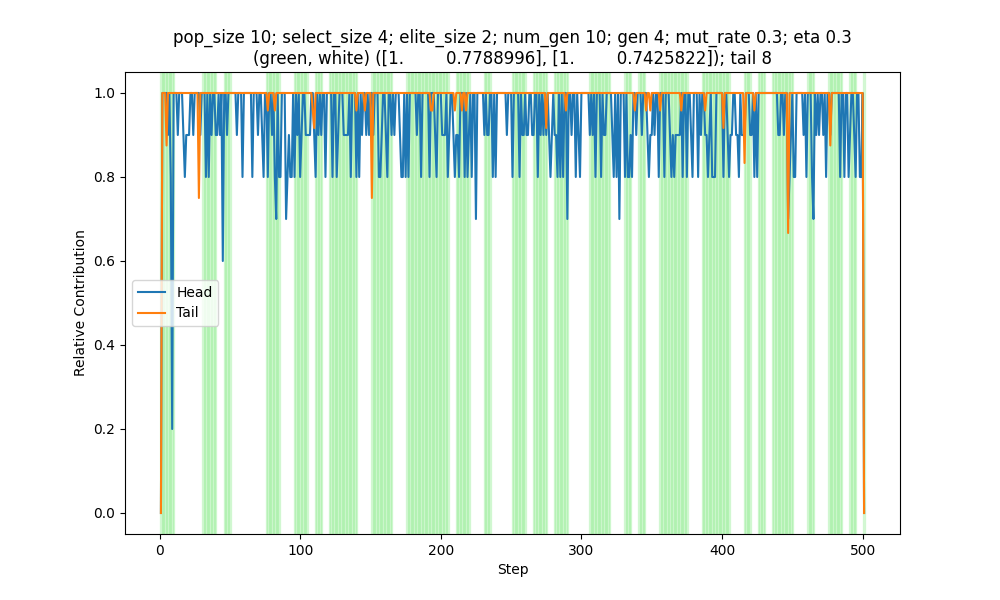 pop_size 10; select_size 4; elite_size 2; num_gen 10; gen 4; mut_rate 0.3; eta 0.3
(green, white) ([1.         0.7788996], [1.         0.7425822]); tail 8
1.0
0.8
0.6
0.4
0.2
0.0
Relative Contribution
Head
Tail
0
100
200
300
400
500
Step